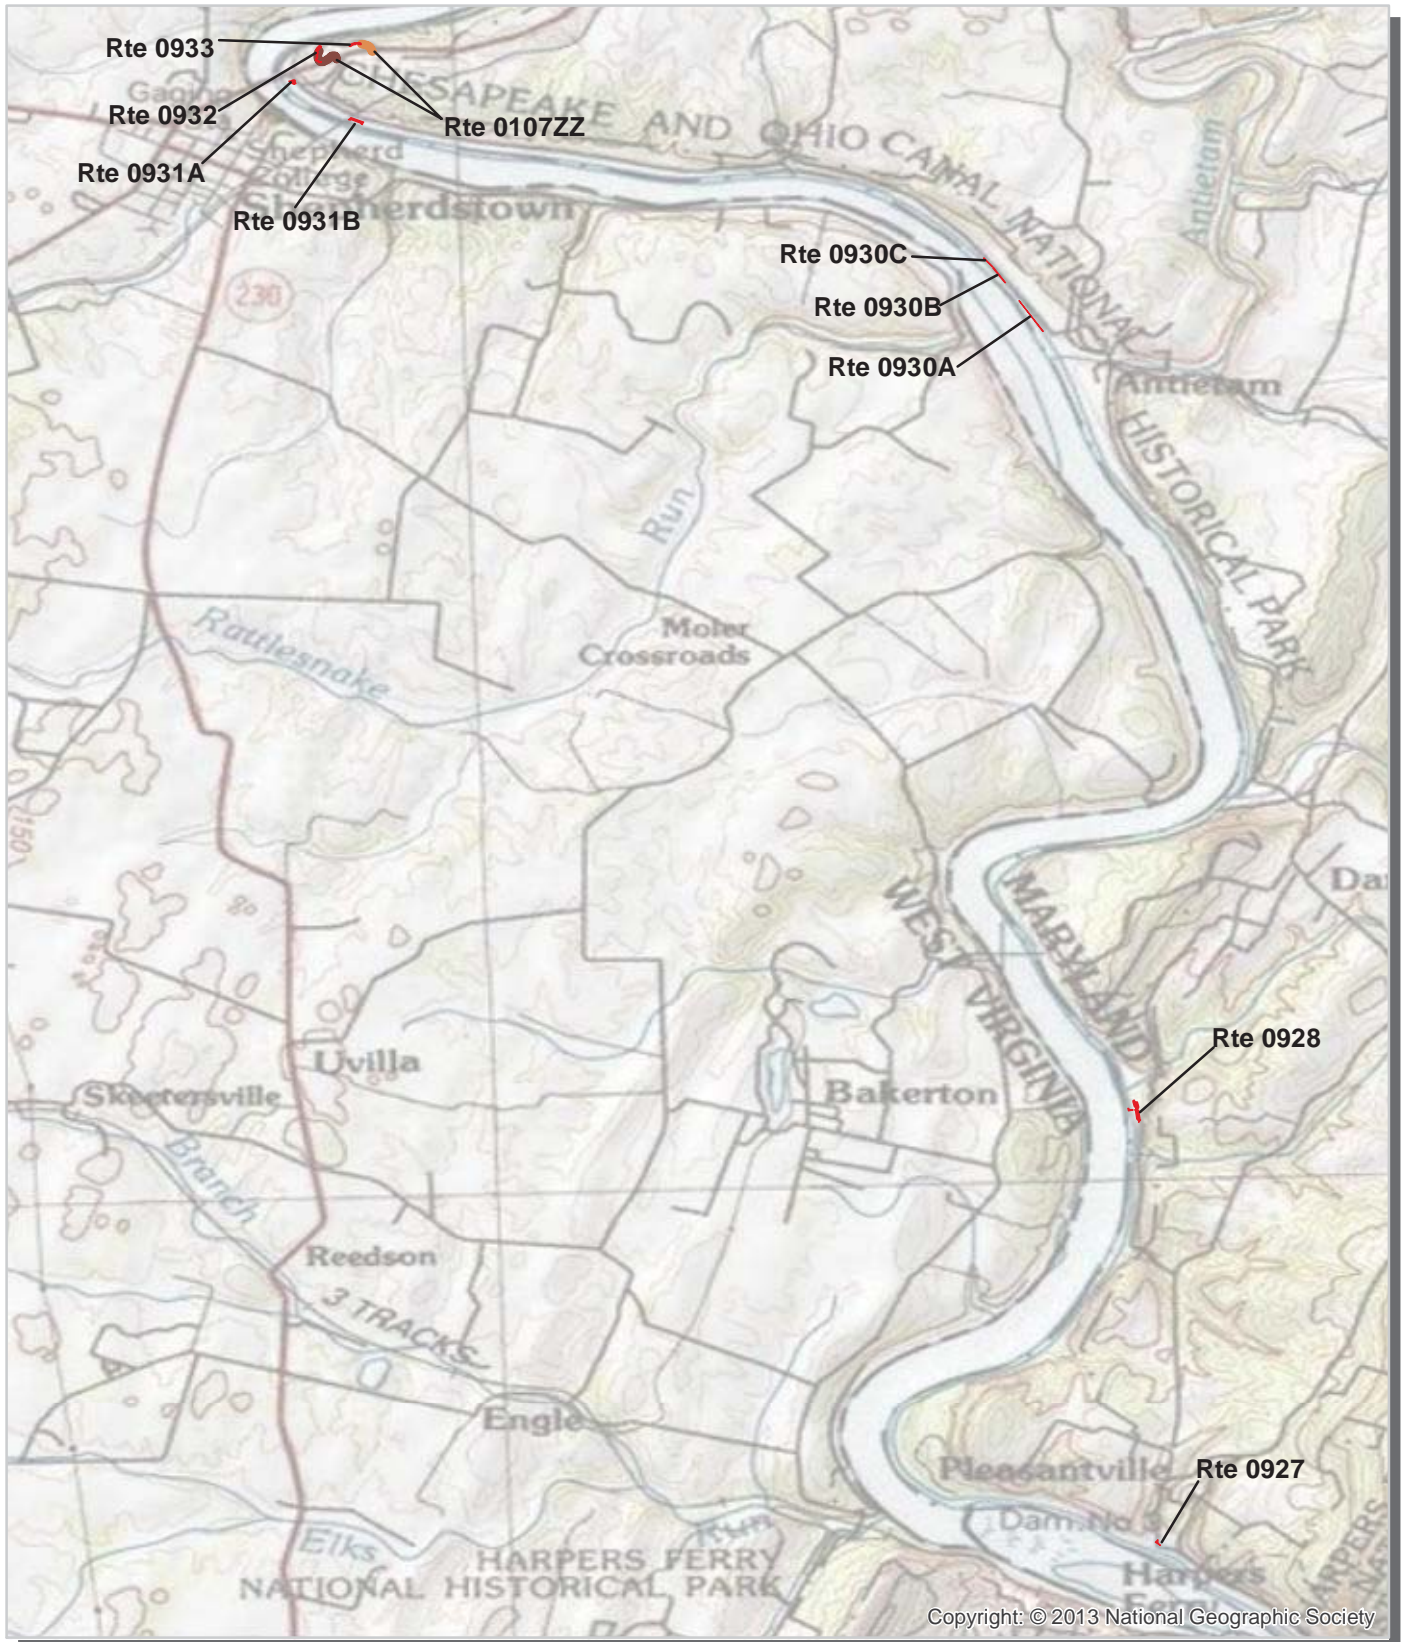 Rte 0933
Rte 0932
Rte 0107ZZ
Rte 0931A
Rte 0931B
CHESAPEAKE AND OHIO CANAL NATIONAL
HISTORICAL PARK
Shepherd
College
Shepherdstown
Antietam
230
Rte 0930C
Rte 0930B
Rte 0930A
Antietam
Run
Rattlesnake
Moler
Crossroads
150
WEST VIRGINIA
MARYLAND
Rte 0928
Uvilla
Skeetersville
Bakerton
Branch
Reedson
3 TRACKS
Engle
Pleasantville
Rte 0927
Dam No 3
Elks
Run
HARPERS FERRY
NATIONAL HISTORICAL PARK
Harpers
Ferry
HARPERS
Copyright: © 2013 National Geographic Society